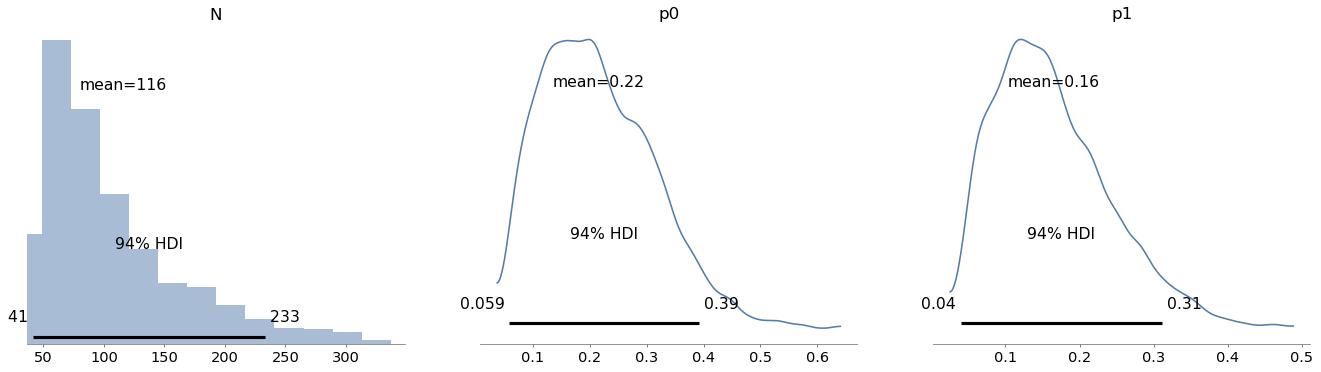 N
mean=116
94% HDI
41
233
50 100 150 200 250 300
p0
mean=0.22
94% HDI
0.059
0.39
0.1 0.2 0.3 0.4 0.5 0.6
p1
mean=0.16
94% HDI
0.04
0.31
0.1 0.2 0.3 0.4 0.5